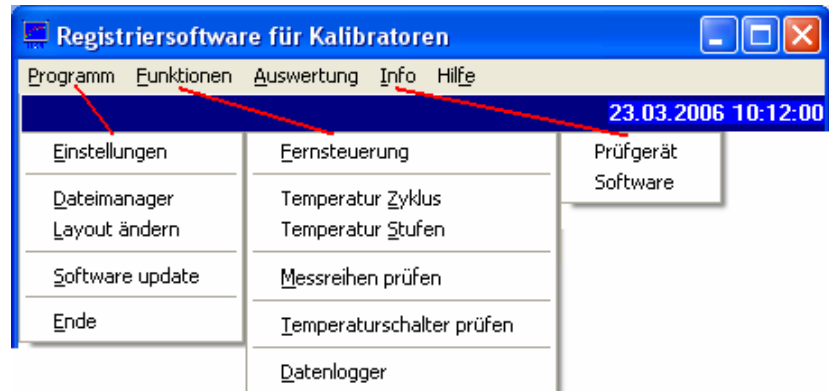 Registriersoftware für Kalibratoren
Programm Funktionen Auswertung Info Hilfe
23.03.2006 10:12:00
Einstellungen
Dateimanager
Layout ändern
Software update
Ende
Fernsteuerung
Temperatur Zyklus
Temperatur Stufen
Messreihen prüfen
Temperaturschalter prüfen
Datenlogger
Prüfgerät
Software